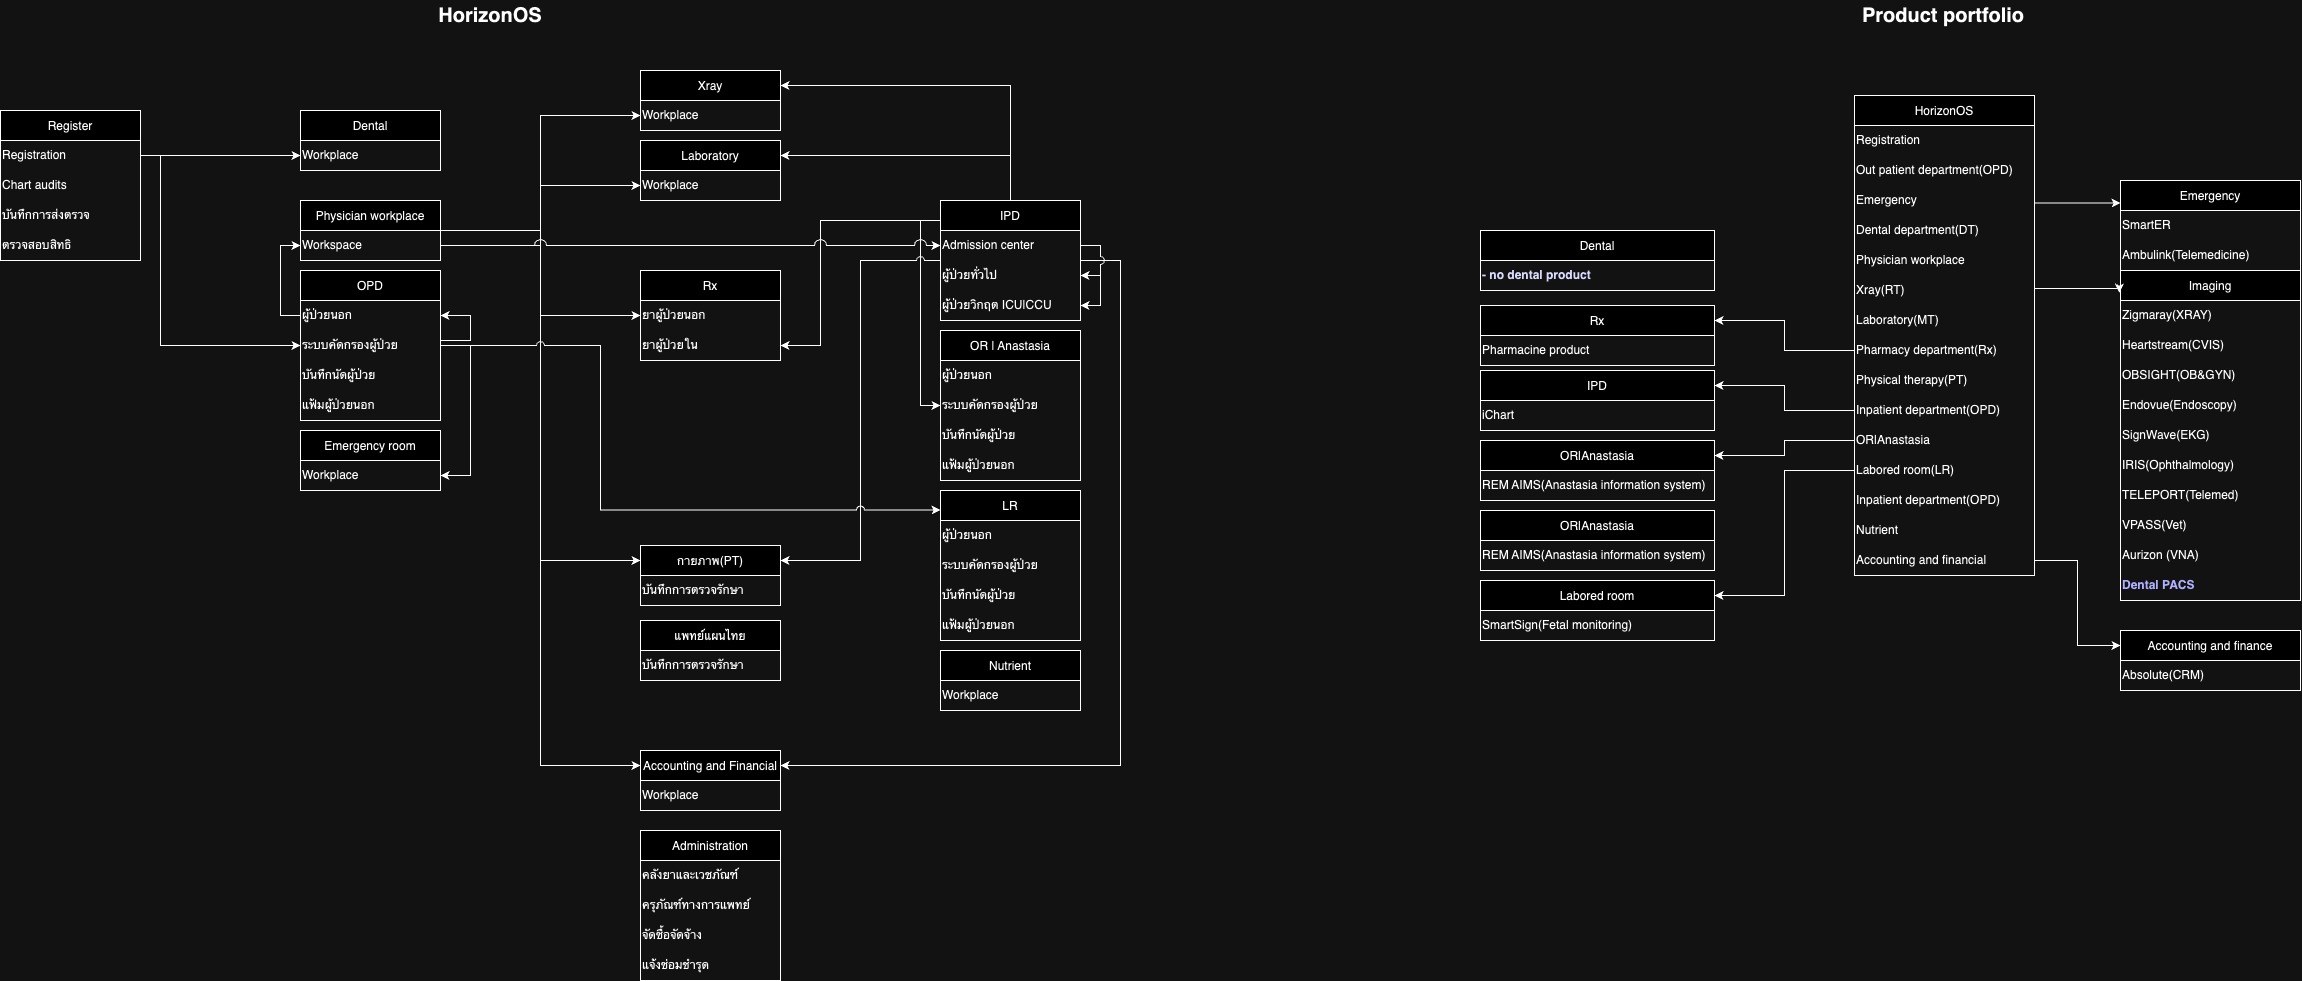 HorizonOS
Register
Registration
Chart audits
บันทึกการส่งตรวจ
ตรวจสอบสิทธิ
Dental
Workplace
Physician workplace
Workspace
OPD
ผู้ป่วยนอก
ระบบคัดกรองผู้ป่วย
บันทึกนัดผู้ป่วย
แฟ้มผู้ป่วยนอก
Emergency room
Workplace
Xray
Workplace
Laboratory
Workplace
Rx
ยาผู้ป่วยนอก
ยาผู้ป่วยใน
กายภาพ(PT)
บันทึกการตรวจรักษา
แพทย์แผนไทย
บันทึกการตรวจรักษา
Accounting and Financial
Workplace
Administration
คลังยาและเวชภัณฑ์
ครุภัณฑ์ทางการแพทย์
จัดซื้อจัดจ้าง
แจ้งซ่อมชำรุด
IPD
Admission center
ผู้ป่วยทั่วไป
ผู้ป่วยวิกฤต ICU|CCU
OR | Anastasia
ผู้ป่วยนอก
ระบบคัดกรองผู้ป่วย
บันทึกนัดผู้ป่วย
แฟ้มผู้ป่วยนอก
LR
ผู้ป่วยนอก
ระบบคัดกรองผู้ป่วย
บันทึกนัดผู้ป่วย
แฟ้มผู้ป่วยนอก
Nutrient
Workplace
Product portfolio
Dental
- no dental product
Rx
Pharmacine product
IPD
iChart
OR|Anastasia
REM AIMS(Anastasia information system)
OR|Anastasia
REM AIMS(Anastasia information system)
Labored room
SmartSign(Fetal monitoring)
HorizonOS
Registration
Out patient department(OPD)
Emergency
Dental department(DT)
Physician workplace
Xray(RT)
Laboratory(MT)
Pharmacy department(Rx)
Physical therapy(PT)
Inpatient department(OPD)
OR|Anastasia
Labored room(LR)
Inpatient department(OPD)
Nutrient
Accounting and financial
Emergency
SmartER
Ambulink(Telemedicine)
Imaging
Zigmaray(XRAY)
Heartstream(CVIS)
OBSIGHT(OB&GYN)
Endovue(Endoscopy)
SignWave(EKG)
IRIS(Ophthalmology)
TELEPORT(Telemed)
VPASS(Vet)
Aurizon (VNA)
Dental PACS
Accounting and finance
Absolute(CRM)